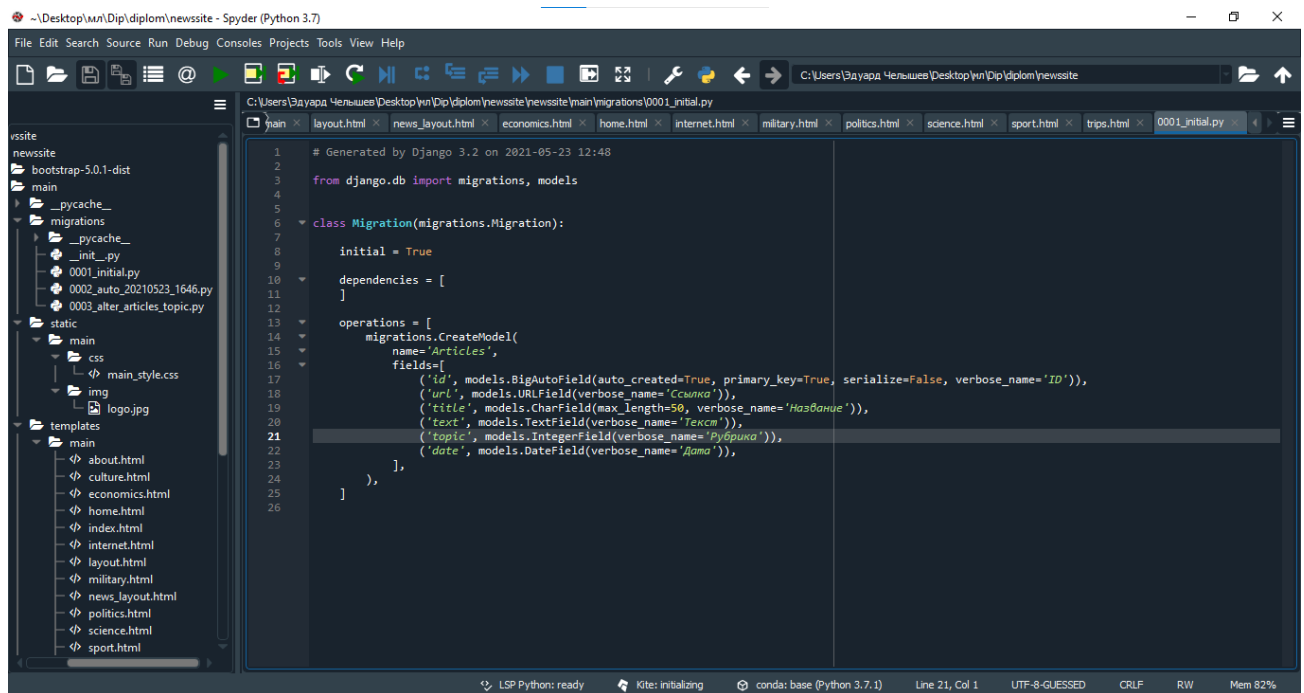 ~\Desktop\мл\Dip\diplom\newssite - Spyder (Python 3.7)
File Edit Search Source Run Debug Consoles Projects Tools View Help
C:\Users\Эдуард Челышев\Desktop\мл\Dip\diplom\newssite
C:\Users\Эдуард Челышев\Desktop\мл\Dip\diplom\newssite\newssite\main\migrations\0001_initial.py
main layout.html news_layout.html economics.html home.html internet.html military.html politics.html science.html sport.html trips.html 0001_initial.py
vssite
newssite
bootstrap-5.0.1-dist
main
__pycache__
migrations
__pycache__
__init__.py
0001_initial.py
0002_auto_20210523_1646.py
0003_alter_articles_topic.py
static
main
css
main_style.css
img
logo.jpg
templates
main
about.html
culture.html
economics.html
home.html
index.html
internet.html
layout.html
military.html
news_layout.html
politics.html
science.html
sport.html
1 # Generated by Django 3.2 on 2021-05-23 12:48
2
3 from django.db import migrations, models
4
5
6 class Migration(migrations.Migration):
7
8 initial = True
9
10 dependencies = [
11 ]
12
13 operations = [
14 migrations.CreateModel(
15 name='Articles',
16 fields=[
17 ('id', models.BigAutoField(auto_created=True, primary_key=True, serialize=False, verbose_name='ID')),
18 ('url', models.URLField(verbose_name='Ссылка')),
19 ('title', models.CharField(max_length=50, verbose_name='Название')),
20 ('text', models.TextField(verbose_name='Текст')),
21 ('topic', models.IntegerField(verbose_name='Рубрика')),
22 ('date', models.DateField(verbose_name='Дата')),
23 ],
24 ),
25 ]
26
LSP Python: ready Kite: initializing conda: base (Python 3.7.1) Line 21, Col 1 UTF-8-GUESSED CRLF RW Mem 82%